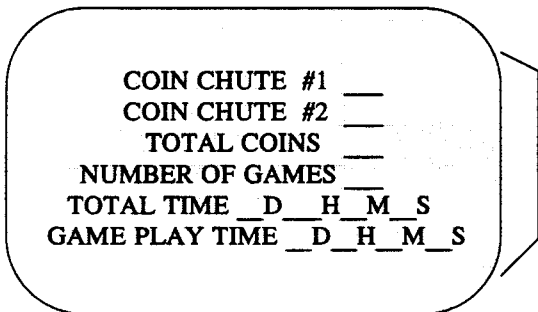 COIN CHUTE #1 __
COIN CHUTE #2 __
TOTAL COINS __
NUMBER OF GAMES __
TOTAL TIME __D__H__M__S
GAME PLAY TIME __D__H__M__S